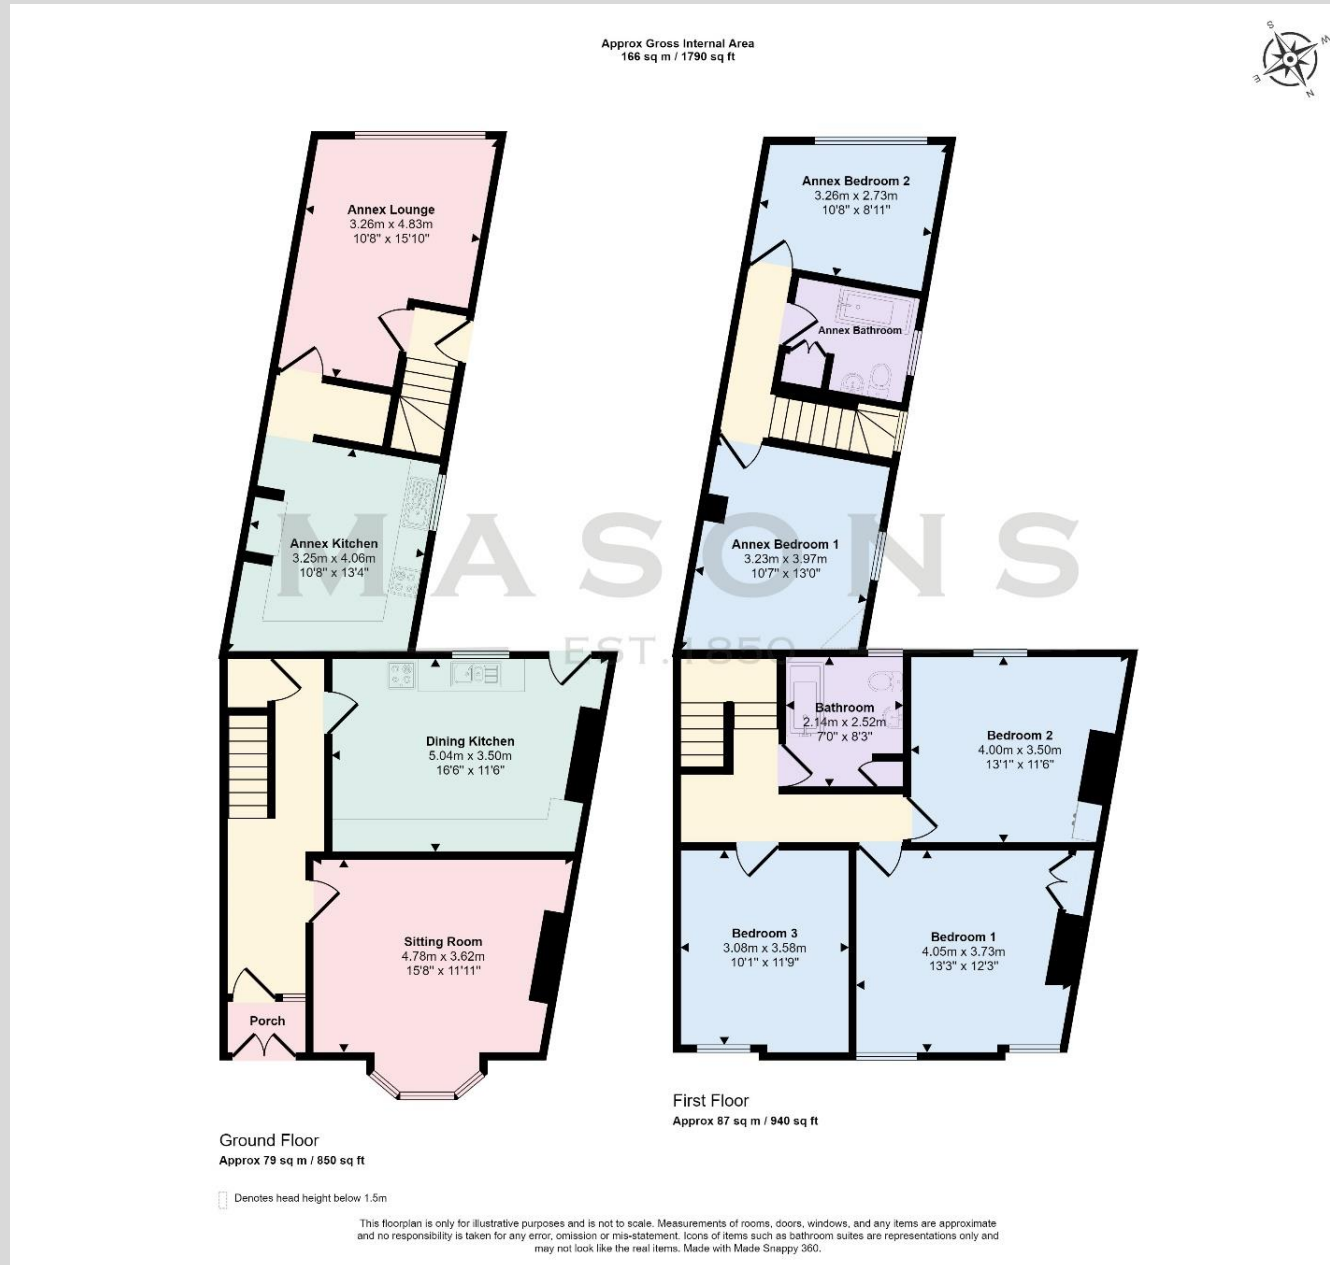 Approx Gross Internal Area
166 sq m / 1790 sq ft
S
W
E
N
Annex Lounge
3.26m x 4.83m
10'8" x 15'10"
Annex Kitchen
3.25m x 4.06m
10'8" x 13'4"
Dining Kitchen
5.04m x 3.50m
16'6" x 11'6"
Sitting Room
4.78m x 3.62m
15'8" x 11'11"
Porch
Annex Bedroom 2
3.26m x 2.73m
10'8" x 8'11"
Annex Bathroom
Annex Bedroom 1
3.23m x 3.97m
10'7" x 13'0"
MASONS
EST.1850
Bathroom
2.14m x 2.52m
7'0" x 8'3"
Bedroom 2
4.00m x 3.50m
13'1" x 11'6"
Bedroom 3
3.08m x 3.58m
10'1" x 11'9"
Bedroom 1
4.05m x 3.73m
13'3" x 12'3"
Ground Floor
Approx 79 sq m / 850 sq ft
First Floor
Approx 87 sq m / 940 sq ft
Denotes head height below 1.5m
This floorplan is only for illustrative purposes and is not to scale. Measurements of rooms, doors, windows, and any items are approximate
and no responsibility is taken for any error, omission or mis-statement. Icons of items such as bathroom suites are representations only and
may not look like the real items. Made with Made Snappy 360.